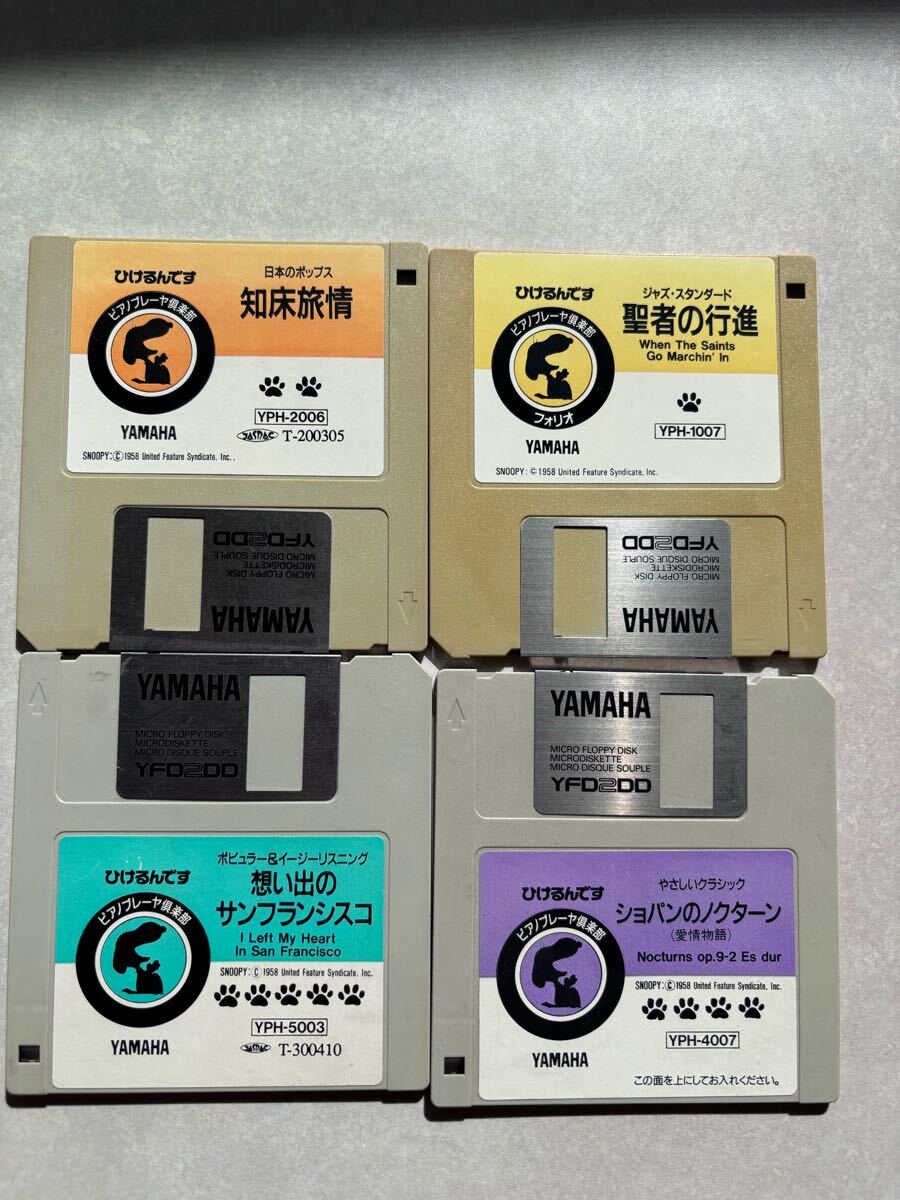 ひけるんです
ピアノプレーヤ倶楽部
YAMAHA
日本のポップス
知床旅情
YPH-2006
JASRAC T-200305
SNOOPY:©1958 United Feature Syndicate, Inc..
YAMAHA
MICRO FLOPPY DISK
MICRODISKETTE
MICRO DISQUE SOUPLE
YFD2DD
ひけるんです
ピアノプレーヤ倶楽部
フォリオ
YAMAHA
ジャズ・スタンダード
聖者の行進
When The Saints
Go Marchin' In
YPH-1007
SNOOPY:©1958 United Feature Syndicate, Inc.
YAMAHA
MICRO FLOPPY DISK
MICRODISKETTE
MICRO DISQUE SOUPLE
YFD2DD
YAMAHA
MICRO FLOPPY DISK
MICRODISKETTE
MICRO DISQUE SOUPLE
YFD2DD
ひけるんです
ピアノプレーヤ倶楽部
YAMAHA
ポピュラー&イージーリスニング
想い出の
サンフランシスコ
I Left My Heart
In San Francisco
SNOOPY:© 1958 United Feature Syndicate, Inc.
YPH-5003
JASRAC T-300410
YAMAHA
MICRO FLOPPY DISK
MICRODISKETTE
MICRO DISQUE SOUPLE
YFD2DD
ひけるんです
ピアノプレーヤ倶楽部
YAMAHA
やさしいクラシック
ショパンのノクターン
(愛情物語)
Nocturns op.9-2 Es dur
SNOOPY:©1958 United Feature Syndicate, Inc.
YPH-4007
この面を上にしてお入れください。